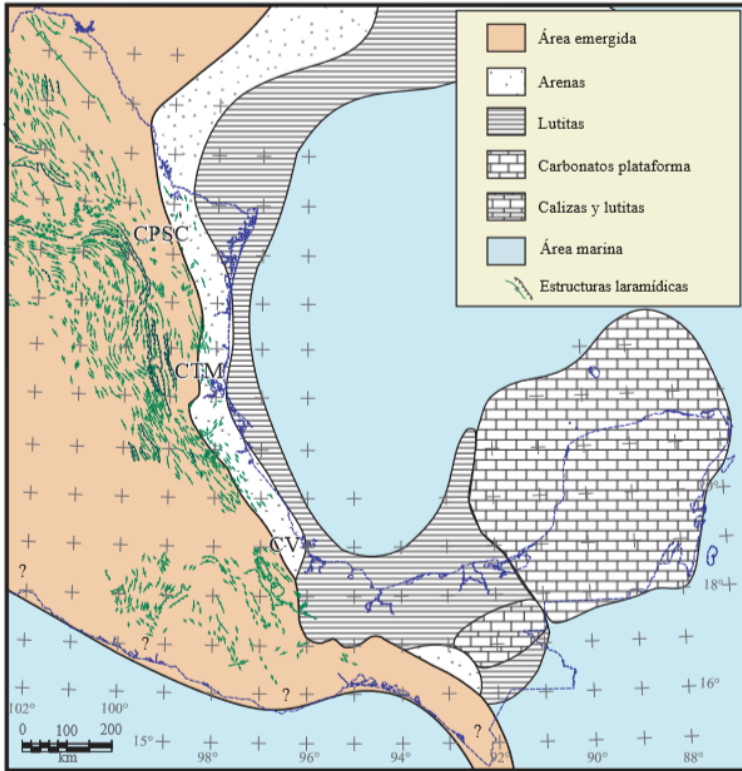 Área emergida
Arenas
Lutitas
Carbonatos plataforma
Calizas y lutitas
Área marina
Estructuras laramídicas
CPSC
CTM
CV
18°
?
?
?
?
16°
102°
100°
0 100 200
km
15°
98°
96°
94°
92°
90°
88°